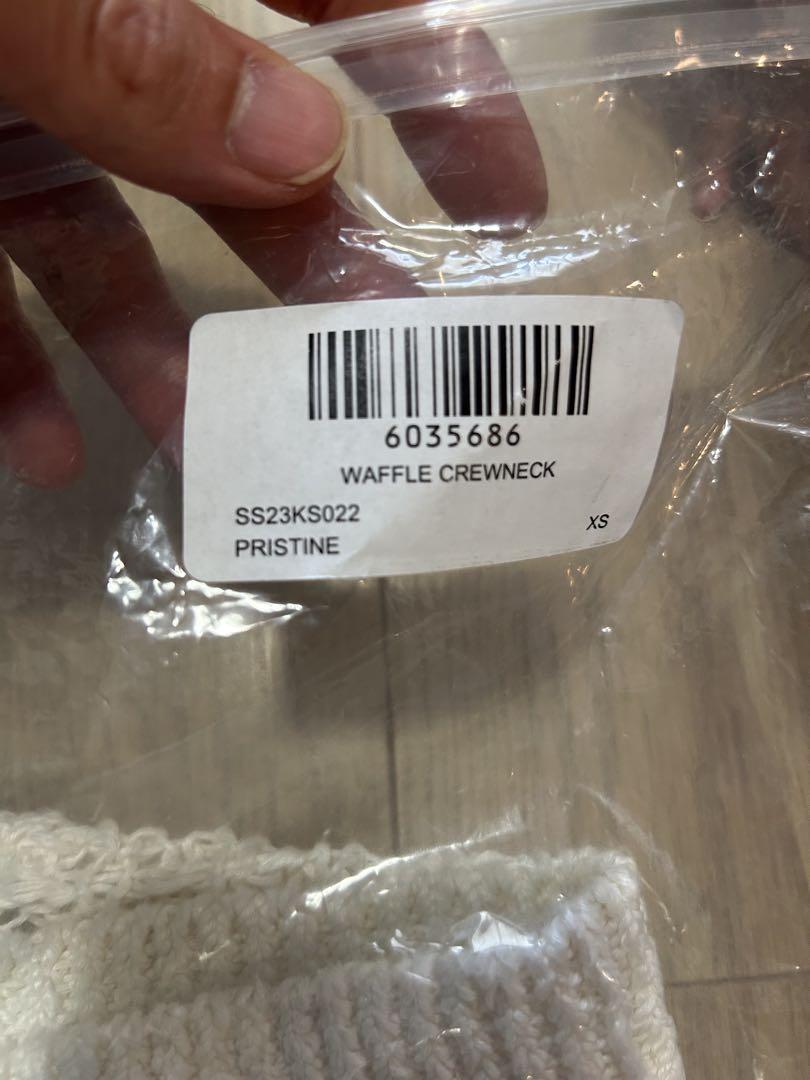 6035686
WAFFLE CREWNECK
SS23KS022
XS
PRISTINE